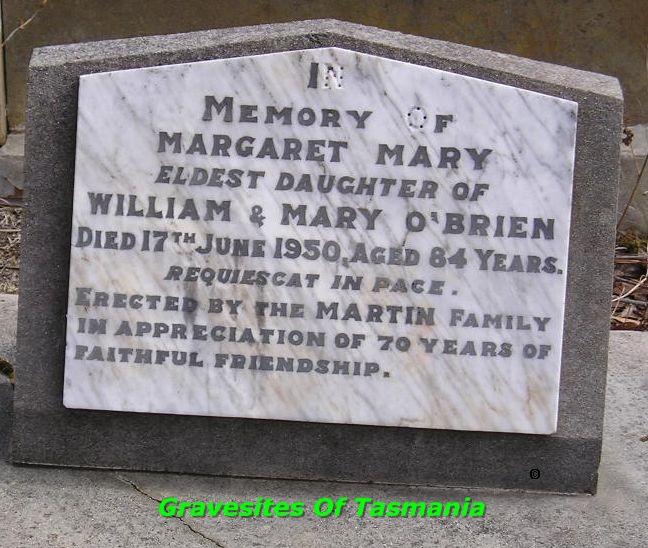 IN
MEMORY OF
MARGARET MARY
ELDEST DAUGHTER OF
WILLIAM & MARY O'BRIEN
DIED 17TH JUNE 1950, AGED 84 YEARS.
REQUIESCAT IN PACE.
ERECTED BY THE MARTIN FAMILY
IN APPRECIATION OF 70 YEARS OF
FAITHFUL FRIENDSHIP.
©
Gravesites Of Tasmania